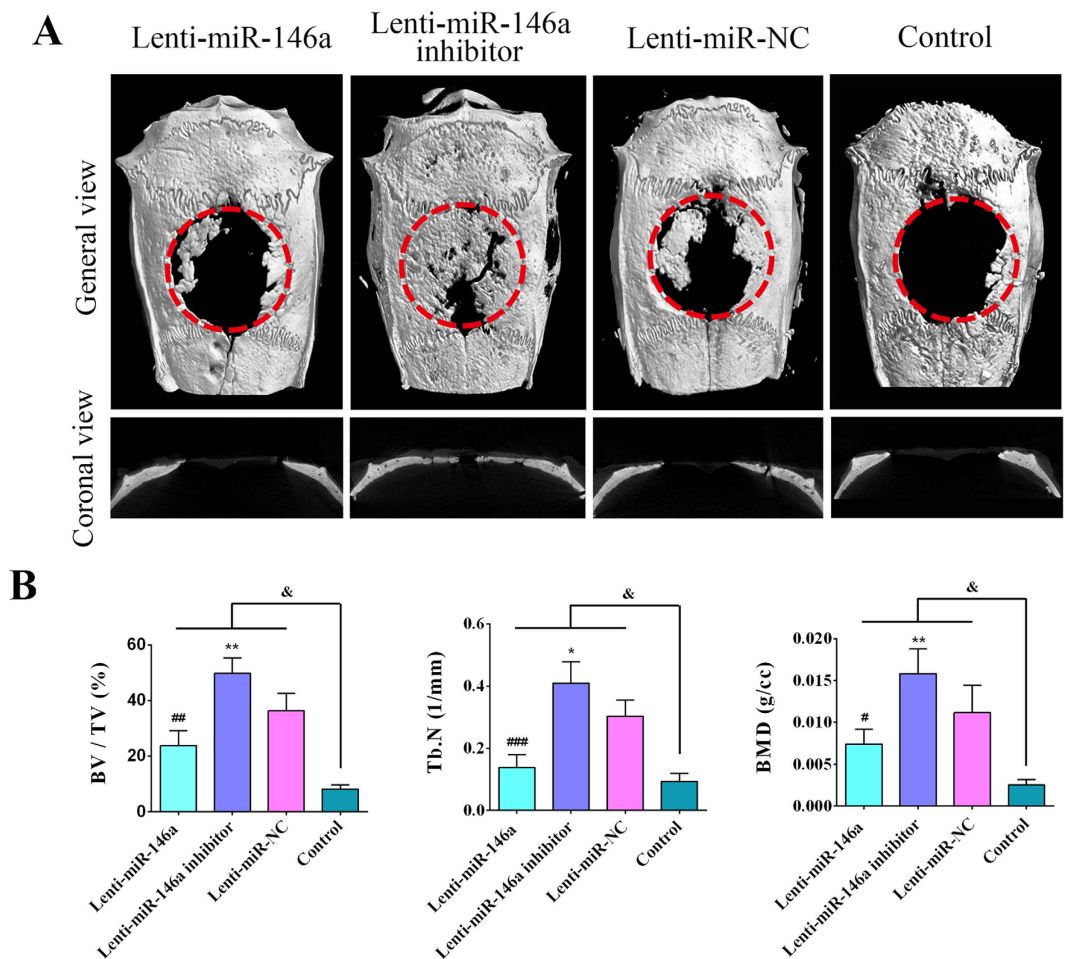 A
Lenti-miR-146a
Lenti-miR-146a
inhibitor
Lenti-miR-NC
Control
General view
Coronal view
B
&
BV / TV (%)
60
40
20
0
##
**
Lenti-miR-146a
Lenti-miR-146a inhibitor
Lenti-miR-NC
Control
&
Tb.N (1/mm)
0.6
0.4
0.2
0.0
###
*
Lenti-miR-146a
Lenti-miR-146a inhibitor
Lenti-miR-NC
Control
&
BMD (g/cc)
0.020
0.015
0.010
0.005
0.000
#
**
Lenti-miR-146a
Lenti-miR-146a inhibitor
Lenti-miR-NC
Control